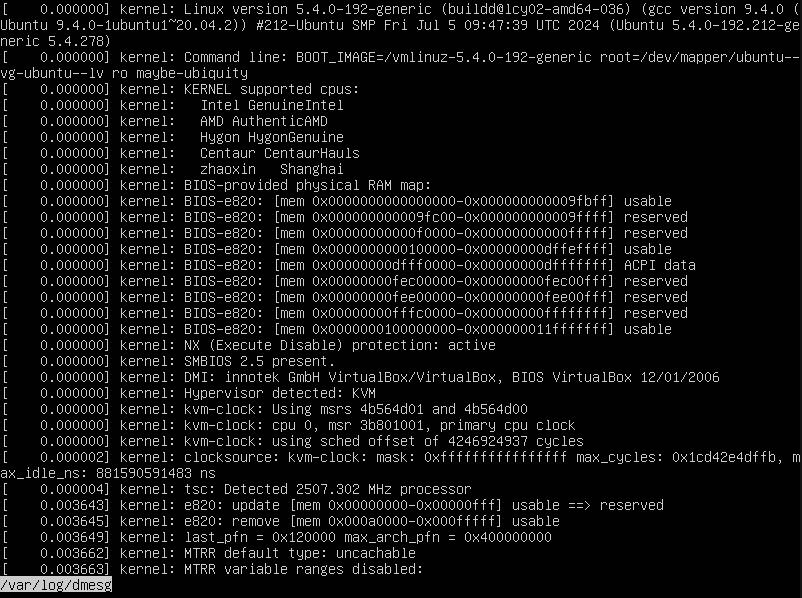 [    0.000000] kernel: Linux version 5.4.0-192-generic (buildd@lcy02-amd64-036) (gcc version 9.4.0 (
Ubuntu 9.4.0-1ubuntu1~20.04.2)) #212-Ubuntu SMP Fri Jul 5 09:47:39 UTC 2024 (Ubuntu 5.4.0-192.212-ge
neric 5.4.278)
[    0.000000] kernel: Command line: BOOT_IMAGE=/vmlinuz-5.4.0-192-generic root=/dev/mapper/ubuntu--
vg-ubuntu--lv ro maybe-ubiquity
[    0.000000] kernel: KERNEL supported cpus:
[    0.000000] kernel:   Intel GenuineIntel
[    0.000000] kernel:   AMD AuthenticAMD
[    0.000000] kernel:   Hygon HygonGenuine
[    0.000000] kernel:   Centaur CentaurHauls
[    0.000000] kernel:   zhaoxin   Shanghai
[    0.000000] kernel: BIOS-provided physical RAM map:
[    0.000000] kernel: BIOS-e820: [mem 0x0000000000000000-0x000000000009fbff] usable
[    0.000000] kernel: BIOS-e820: [mem 0x000000000009fc00-0x000000000009ffff] reserved
[    0.000000] kernel: BIOS-e820: [mem 0x00000000000f0000-0x00000000000fffff] reserved
[    0.000000] kernel: BIOS-e820: [mem 0x0000000000100000-0x00000000dffeffff] usable
[    0.000000] kernel: BIOS-e820: [mem 0x00000000dfff0000-0x00000000dfffffff] ACPI data
[    0.000000] kernel: BIOS-e820: [mem 0x00000000fec00000-0x00000000fec00fff] reserved
[    0.000000] kernel: BIOS-e820: [mem 0x00000000fee00000-0x00000000fee00fff] reserved
[    0.000000] kernel: BIOS-e820: [mem 0x00000000fffc0000-0x00000000ffffffff] reserved
[    0.000000] kernel: BIOS-e820: [mem 0x0000000100000000-0x000000011fffffff] usable
[    0.000000] kernel: NX (Execute Disable) protection: active
[    0.000000] kernel: SMBIOS 2.5 present.
[    0.000000] kernel: DMI: innotek GmbH VirtualBox/VirtualBox, BIOS VirtualBox 12/01/2006
[    0.000000] kernel: Hypervisor detected: KVM
[    0.000000] kernel: kvm-clock: Using msrs 4b564d01 and 4b564d00
[    0.000000] kernel: kvm-clock: cpu 0, msr 3b801001, primary cpu clock
[    0.000000] kernel: kvm-clock: using sched offset of 4246924937 cycles
[    0.000002] kernel: clocksource: kvm-clock: mask: 0xffffffffffffffff max_cycles: 0x1cd42e4dffb, m
ax_idle_ns: 881590591483 ns
[    0.000004] kernel: tsc: Detected 2507.302 MHz processor
[    0.003643] kernel: e820: update [mem 0x00000000-0x00000fff] usable ==> reserved
[    0.003645] kernel: e820: remove [mem 0x000a0000-0x000fffff] usable
[    0.003649] kernel: last_pfn = 0x120000 max_arch_pfn = 0x400000000
[    0.003662] kernel: MTRR default type: uncachable
[    0.003663] kernel: MTRR variable ranges disabled:
/var/log/dmesg